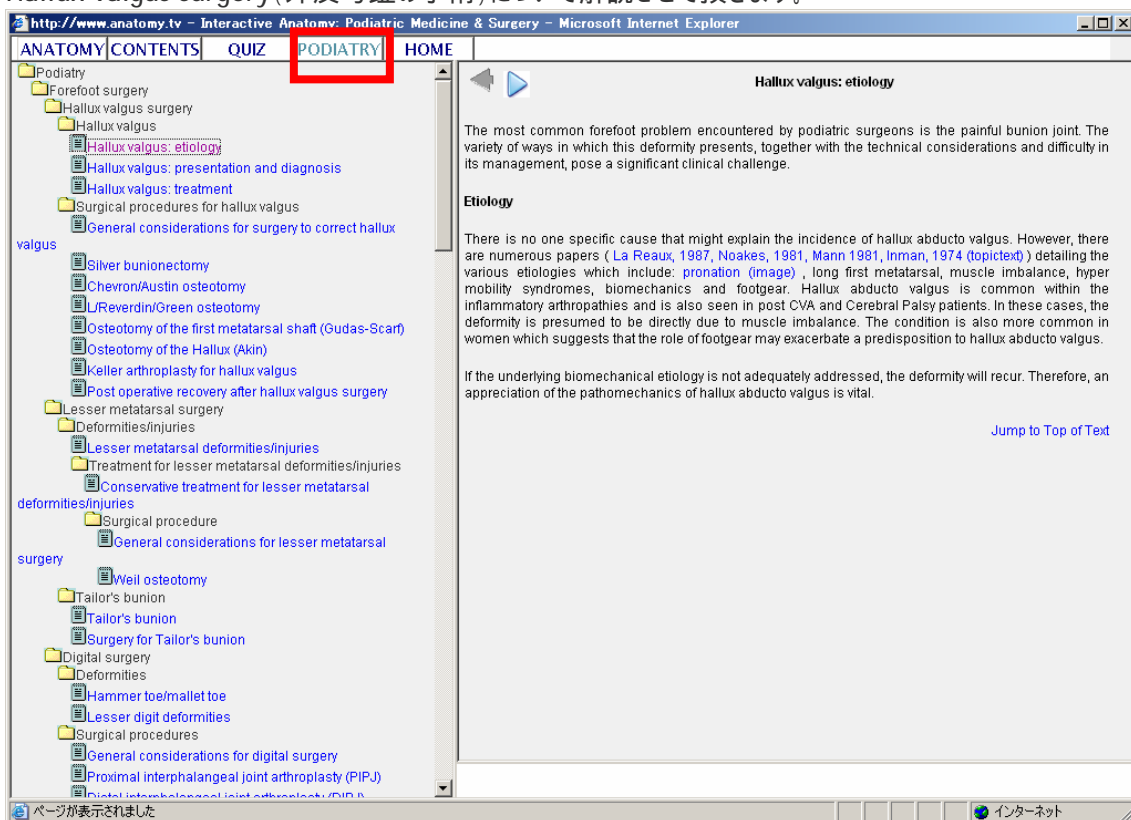 Hallux valgus surgery(外反母趾の手術)について解説させて頂きます。
http://www.anatomy.tv - Interactive Anatomy: Podiatric Medicine & Surgery - Microsoft Internet Explorer
ANATOMY CONTENTS QUIZ PODIATRY HOME
Podiatry
Forefoot surgery
Hallux valgus surgery
Hallux valgus
Hallux valgus: etiology
Hallux valgus: presentation and diagnosis
Hallux valgus: treatment
Surgical procedures for hallux valgus
General considerations for surgery to correct hallux
valgus
Silver bunionectomy
Chevron/Austin osteotomy
L/Reverdin/Green osteotomy
Osteotomy of the first metatarsal shaft (Gudas-Scarf)
Osteotomy of the Hallux (Akin)
Keller arthroplasty for hallux valgus
Post operative recovery after hallux valgus surgery
Lesser metatarsal surgery
Deformities/injuries
Lesser metatarsal deformities/injuries
Treatment for lesser metatarsal deformities/injuries
Conservative treatment for lesser metatarsal
deformities/injuries
Surgical procedure
General considerations for lesser metatarsal
surgery
Weil osteotomy
Tailor's bunion
Tailor's bunion
Surgery for Tailor's bunion
Digital surgery
Deformities
Hammer toe/mallet toe
Lesser digit deformities
Surgical procedures
General considerations for digital surgery
Proximal interphalangeal joint arthroplasty (PIPJ)
Distal interphalangeal joint arthroplasty (DIPJ)
Hallux valgus: etiology
The most common forefoot problem encountered by podiatric surgeons is the painful bunion joint. The
variety of ways in which this deformity presents, together with the technical considerations and difficulty in
its management, pose a significant clinical challenge.
Etiology
There is no one specific cause that might explain the incidence of hallux abducto valgus. However, there
are numerous papers ( La Reaux, 1987, Noakes, 1981, Mann 1981, Inman, 1974 (topictext) ) detailing the
various etiologies which include: pronation (image) , long first metatarsal, muscle imbalance, hyper
mobility syndromes, biomechanics and footgear. Hallux abducto valgus is common within the
inflammatory arthropathies and is also seen in post CVA and Cerebral Palsy patients. In these cases, the
deformity is presumed to be directly due to muscle imbalance. The condition is also more common in
women which suggests that the role of footgear may exacerbate a predisposition to hallux abducto valgus.
If the underlying biomechanical etiology is not adequately addressed, the deformity will recur. Therefore, an
appreciation of the pathomechanics of hallux abducto valgus is vital.
Jump to Top of Text
ページが表示されました
インターネット